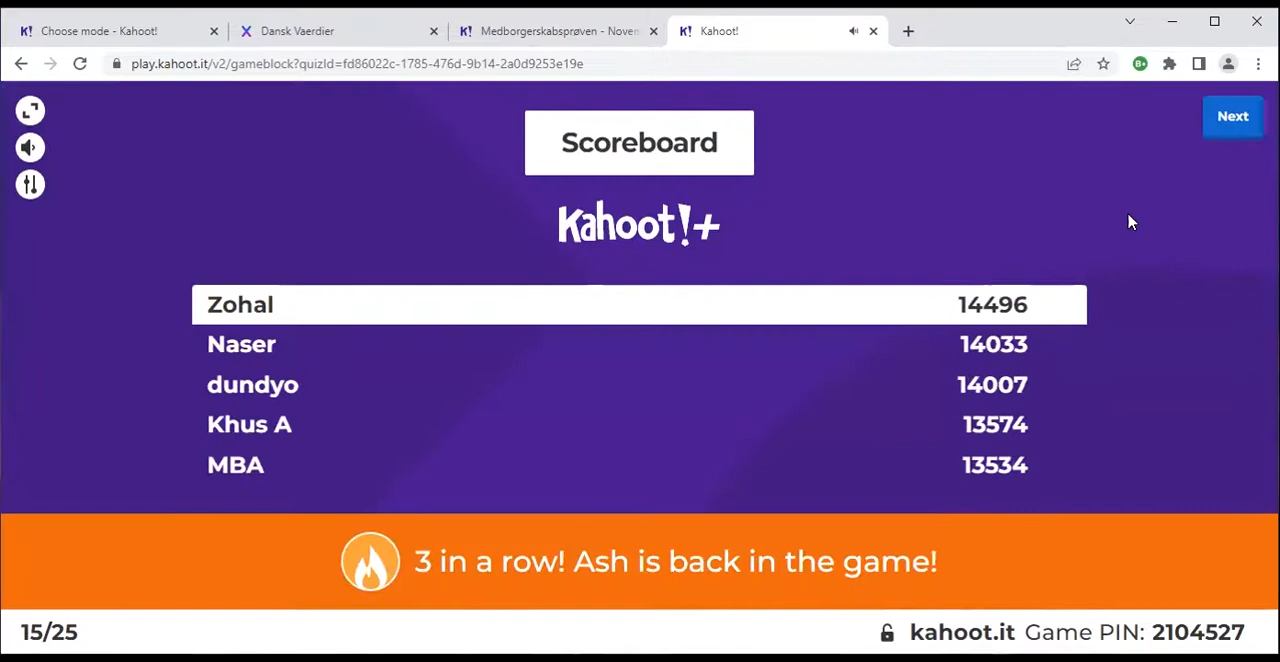 Choose mode - Kahoot!
Dansk Vaerdier
Medborgerskabsprøven - Noven
Kahoot!
play.kahoot.it/v2/gameblock?quizId=fd86022c-1785-476d-9b14-2a0d9253e19e
Next
Scoreboard
Kahoot!+
Zohal 14496
Naser 14033
dundyo 14007
Khus A 13574
MBA 13534
3 in a row! Ash is back in the game!
15/25
kahoot.it Game PIN: 2104527